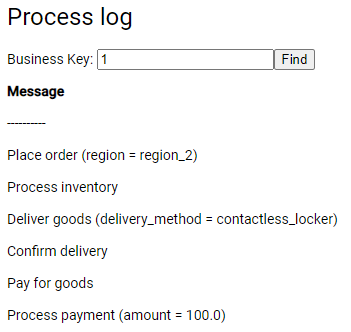 Process log
Business Key: 1 Find
Message
----------
Place order (region = region_2)
Process inventory
Deliver goods (delivery_method = contactless_locker)
Confirm delivery
Pay for goods
Process payment (amount = 100.0)